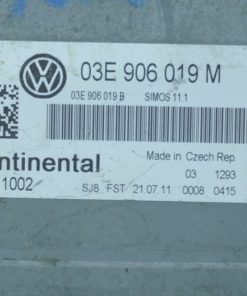 03E 906 019 M
03E 906 019 B SIMOS 11.1
ntinental
Made in Czech Rep.
1002
03 1293
SJ8 FST 21.07.11 0008 0415